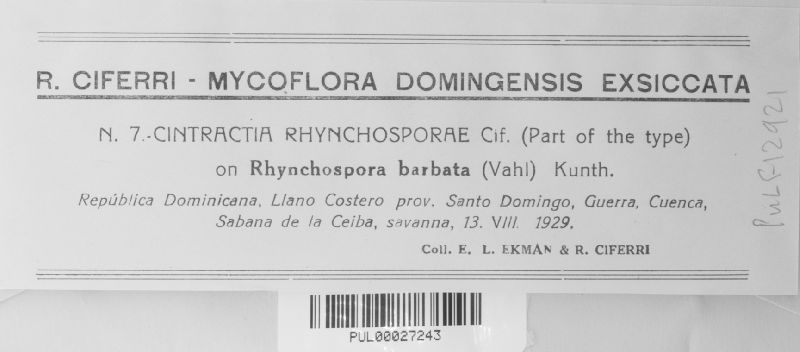 R. CIFERRI - MYCOFLORA DOMINGENSIS EXSICCATA
N. 7.-CINTRACTIA RHYNCHOSPORAE Cif. (Part of the type)
on Rhynchospora barbata (Vahl) Kunth.
República Dominicana, Llano Costero prov. Santo Domingo, Guerra, Cuenca,
Sabana de la Ceiba, savanna, 13. VIII. 1929.
Coll. E. L. EKMAN & R. CIFERRI
PUL F12921
PUL00027243